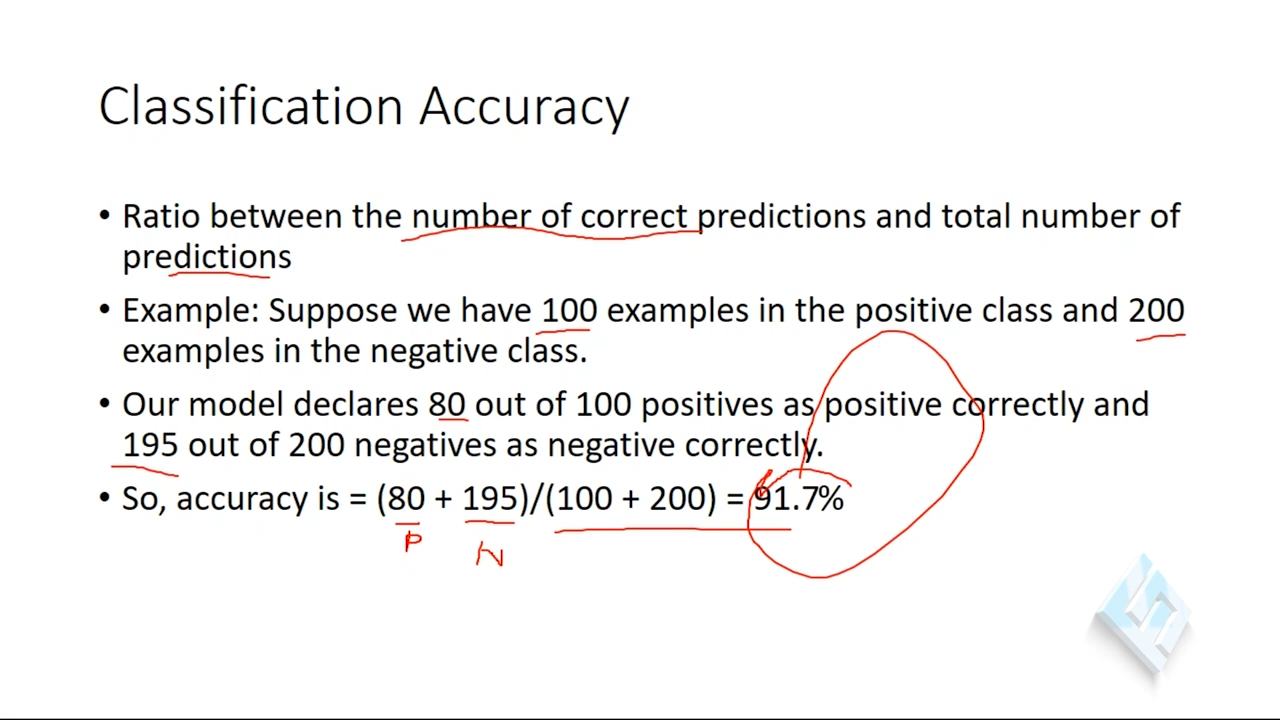 Classification Accuracy
• Ratio between the number of correct predictions and total number of
predictions
• Example: Suppose we have 100 examples in the positive class and 200
examples in the negative class.
• Our model declares 80 out of 100 positives as positive correctly and
195 out of 200 negatives as negative correctly.
• So, accuracy is = (80 + 195)/(100 + 200) = 91.7%
P N